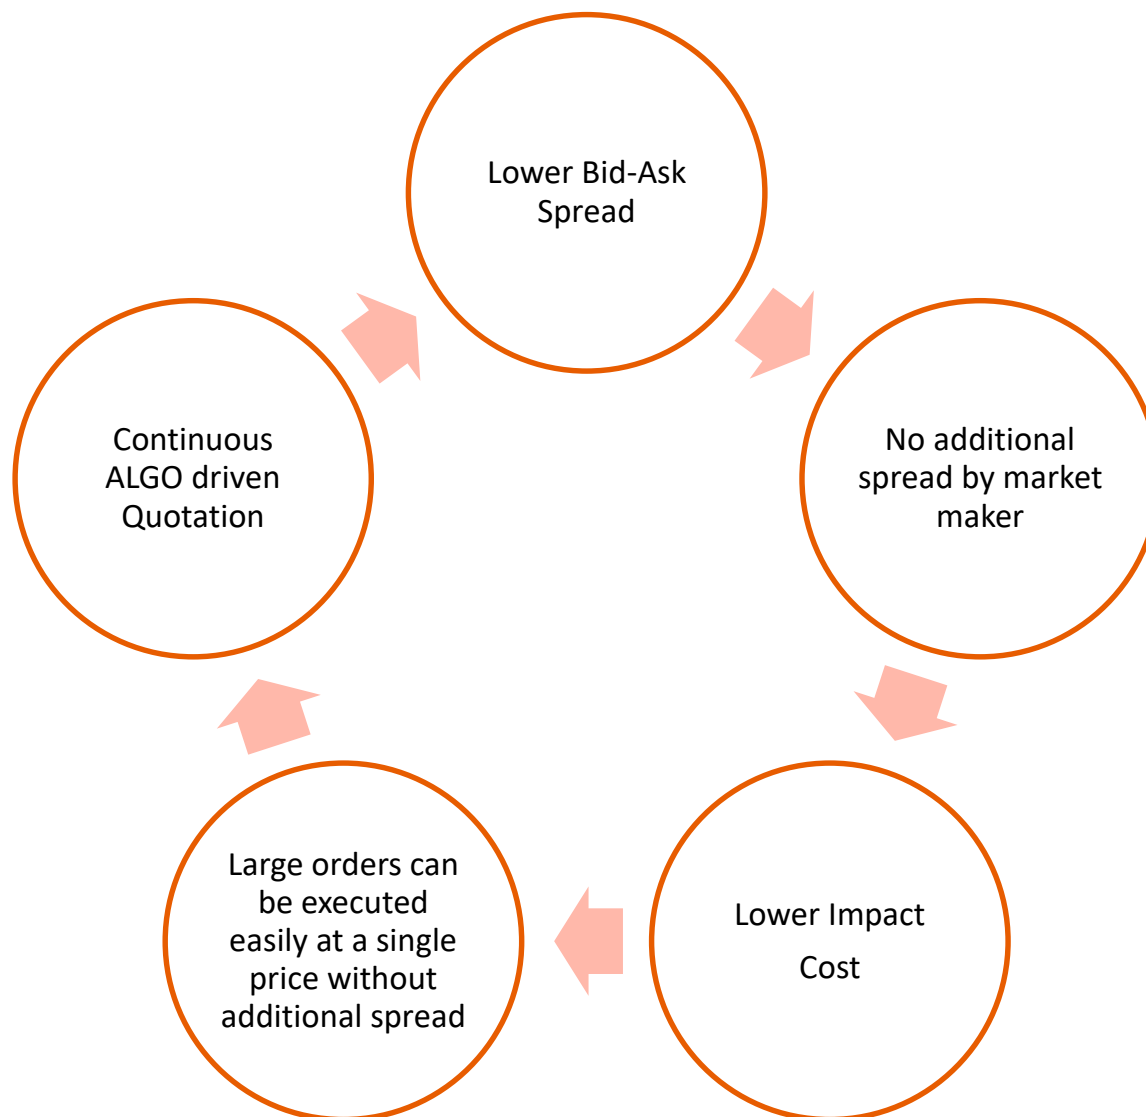 Lower Bid-Ask
Spread
No additional
spread by market
maker
Lower Impact
Cost
Large orders can
be executed
easily at a single
price without
additional spread
Continuous
ALGO driven
Quotation